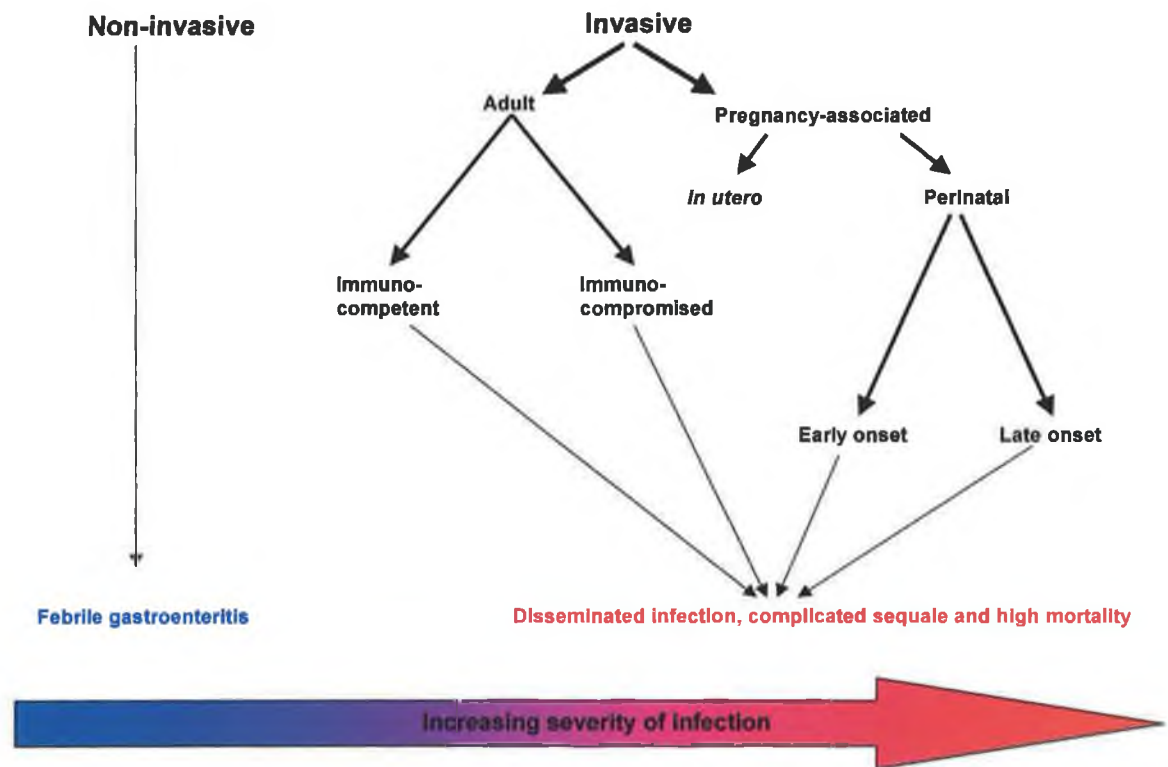 Non-invasive
Invasive
Adult
Pregnancy-associated
In utero
Perinatal
Immuno-
competent
Immuno-
compromised
Early onset
Late onset
Febrile gastroenteritis
Disseminated infection, complicated sequale and high mortality
Increasing severity of infection